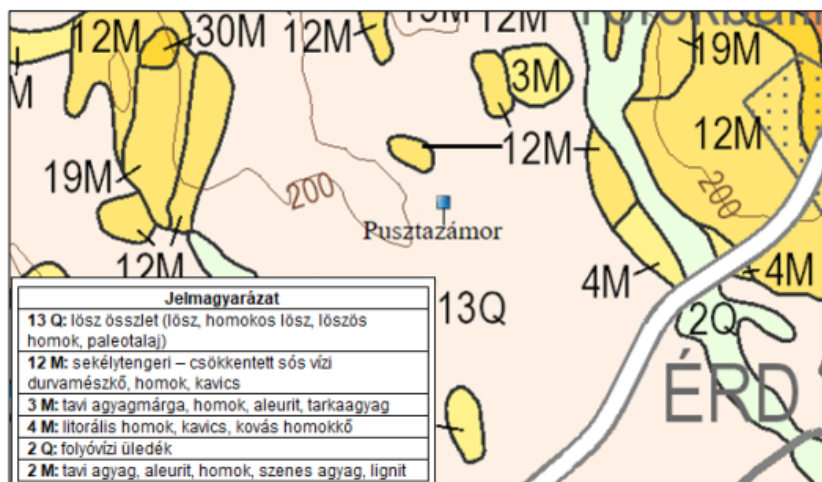 12M
30M
12M
12M
19M
3M
M
12M
12M
19M
200
200
Pusztazámor
12M
4M
4M
13Q
2Q
ÉRD
Jelmagyarázat
13 Q: lösz összlet (lösz, homokos lösz, löszös
homok, paleotalaj)
12 M: sekélytengeri – csökkentett sós vízi
durvamészkő, homok, kavics
3 M: tavi agyagmárga, homok, aleurit, tarkaagyag
4 M: litorális homok, kavics, kovás homokkő
2 Q: folyóvízi üledék
2 M: tavi agyag, aleurit, homok, szenes agyag, lignit